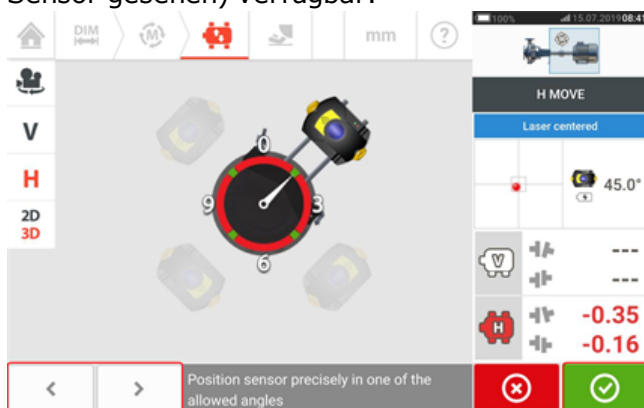 Sensor gesehen) verfügbar.
DIM
M
mm
?
100%
15.07.2019 08:41
V
H
2D
3D
0
9
3
6
H MOVE
Laser centered
45.0°
V
---
---
H
-0.35
-0.16
<
>
Position sensor precisely in one of the
allowed angles